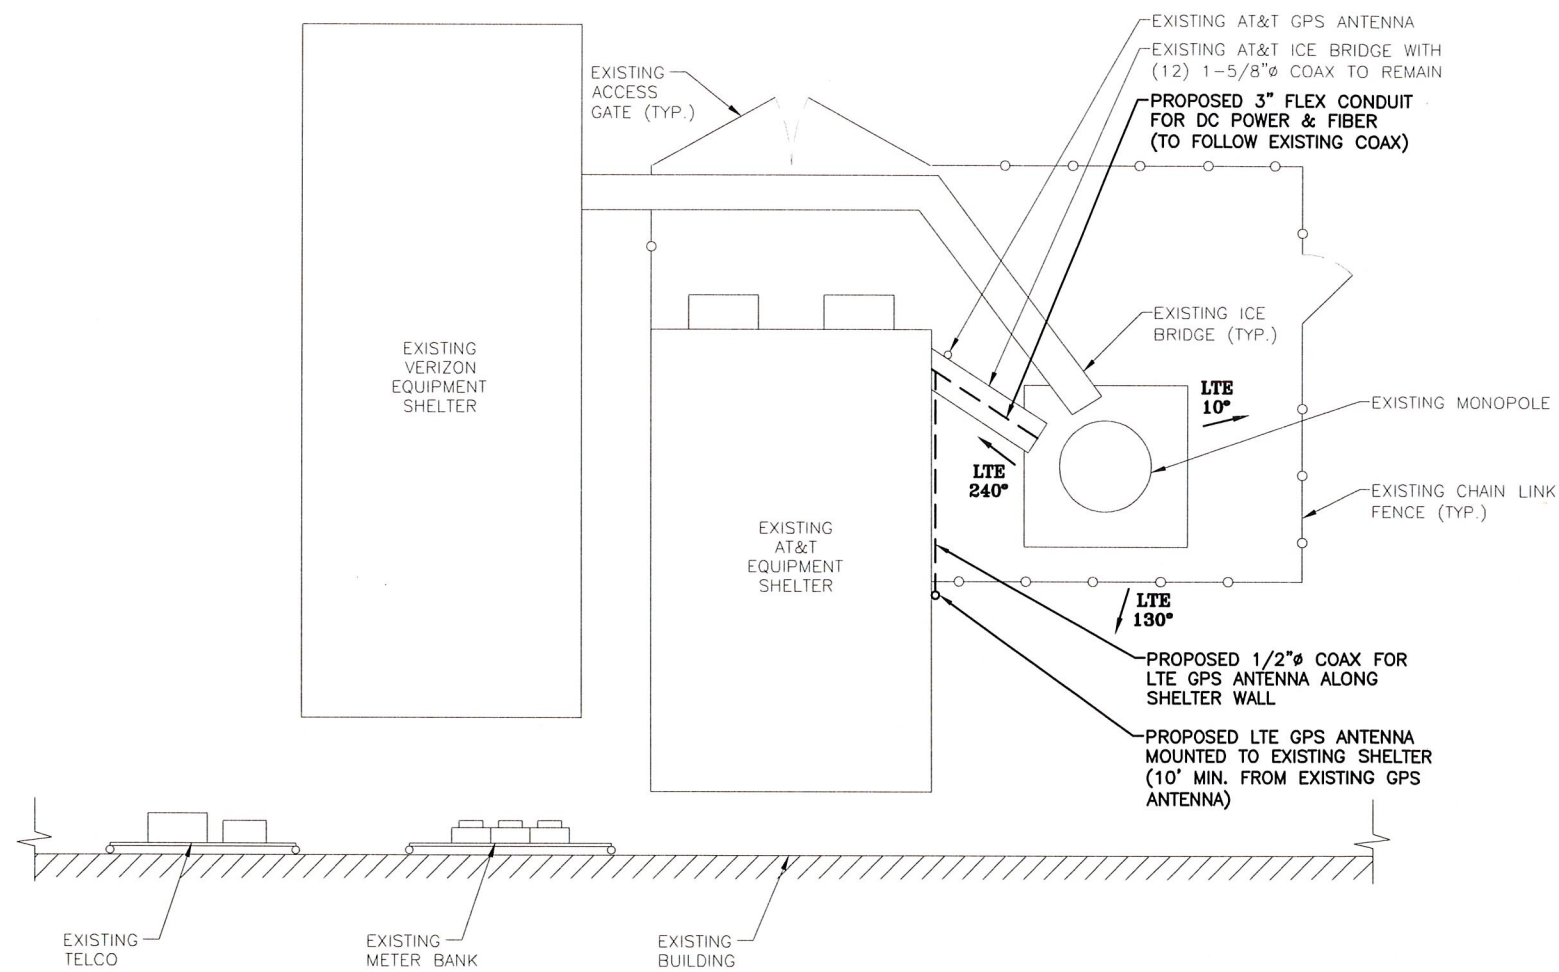 EXISTING AT&T GPS ANTENNA
EXISTING AT&T ICE BRIDGE WITH
(12) 1-5/8"ø COAX TO REMAIN
PROPOSED 3" FLEX CONDUIT
FOR DC POWER & FIBER
(TO FOLLOW EXISTING COAX)
EXISTING
ACCESS
GATE (TYP.)
EXISTING ICE
BRIDGE (TYP.)
EXISTING
VERIZON
EQUIPMENT
SHELTER
LTE
10°
EXISTING MONOPOLE
LTE
240°
EXISTING CHAIN LINK
FENCE (TYP.)
EXISTING
AT&T
EQUIPMENT
SHELTER
LTE
130°
PROPOSED 1/2"ø COAX FOR
LTE GPS ANTENNA ALONG
SHELTER WALL
PROPOSED LTE GPS ANTENNA
MOUNTED TO EXISTING SHELTER
(10' MIN. FROM EXISTING GPS
ANTENNA)
EXISTING
TELCO
EXISTING
METER BANK
EXISTING
BUILDING